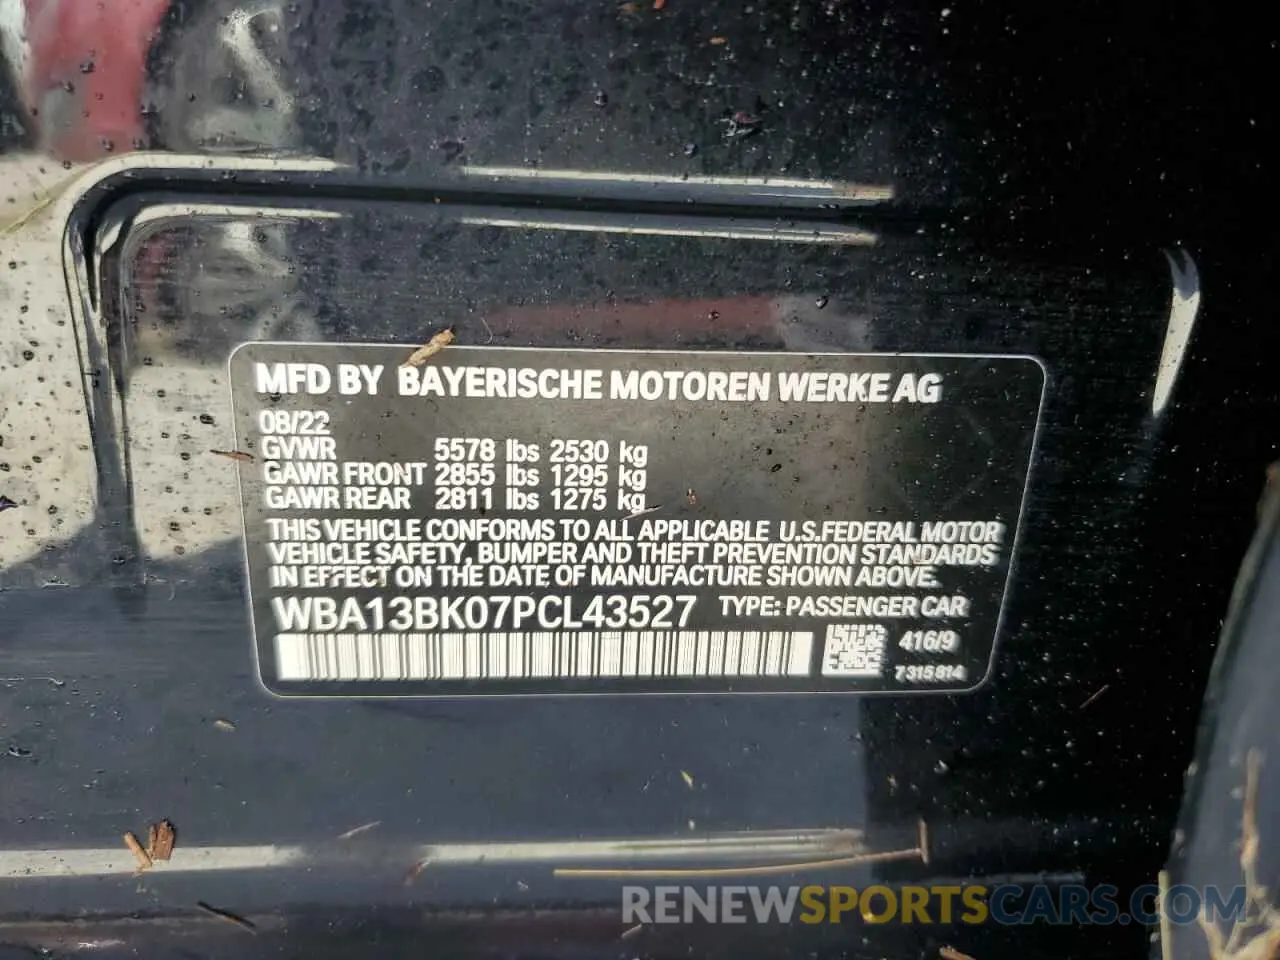 MFD BY BAYERISCHE MOTOREN WERKE AG
08/22
GVWR 5578 lbs 2530 kg
GAWR FRONT 2855 lbs 1295 kg
GAWR REAR 2811 lbs 1275 kg
THIS VEHICLE CONFORMS TO ALL APPLICABLE U.S.FEDERAL MOTOR
VEHICLE SAFETY, BUMPER AND THEFT PREVENTION STANDARDS
IN EFFECT ON THE DATE OF MANUFACTURE SHOWN ABOVE.
WBA13BK07PCL43527 TYPE: PASSENGER CAR
416/9
7315814
RENEWSPORTSCARS.COM